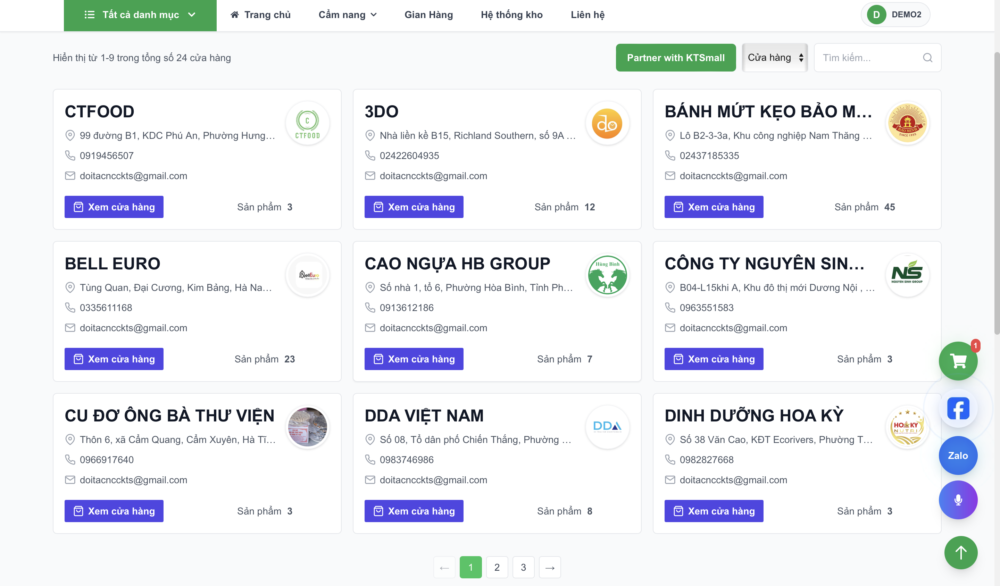 Tất cả danh mục
Trang chủ
Cẩm nang
Gian Hàng
Hệ thống kho
Liên hệ
D
DEMO2
Hiển thị từ 1-9 trong tổng số 24 cửa hàng
Partner with KTSmall
Cửa hàng
Tìm kiếm...
CTFOOD
C
CTFOOD
99 đường B1, KDC Phú An, Phường Hưng...
0919456507
doitacncckts@gmail.com
Xem cửa hàng
Sản phẩm 3
3DO
do
Nhà liền kề B15, Richland Southern, số 9A ...
02422604935
doitacncckts@gmail.com
Xem cửa hàng
Sản phẩm 12
BÁNH MỨT KẸO BẢO M...
BẢO MINH
SINCE 1955
Lô B2-3-3a, Khu công nghiệp Nam Thăng ...
02437185335
doitacncckts@gmail.com
Xem cửa hàng
Sản phẩm 45
BELL EURO
BellEuro
Tùng Quan, Đại Cương, Kim Bảng, Hà Na...
0335611168
doitacncckts@gmail.com
Xem cửa hàng
Sản phẩm 23
CAO NGỰA HB GROUP
Hùng Bình
Số nhà 1, tổ 6, Phường Hòa Bình, Tỉnh Ph...
0913612186
doitacncckts@gmail.com
Xem cửa hàng
Sản phẩm 7
CÔNG TY NGUYÊN SIN...
NS
NGUYEN SINH GROUP
B04-L15khi A, Khu đô thị mới Dương Nội , ...
0963551583
doitacncckts@gmail.com
Xem cửa hàng
Sản phẩm 3
1
CU ĐƠ ÔNG BÀ THƯ VIỆN
Thôn 6, xã Cẩm Quang, Cẩm Xuyên, Hà Tĩ...
0966917640
doitacncckts@gmail.com
Xem cửa hàng
Sản phẩm 3
DDA VIỆT NAM
DDA
Số 08, Tổ dân phố Chiến Thắng, Phường ...
0983746986
doitacncckts@gmail.com
Xem cửa hàng
Sản phẩm 8
DINH DƯỠNG HOA KỲ
HOA KY
NUTRI
Số 38 Văn Cao, KĐT Ecorivers, Phường T...
0982827668
doitacncckts@gmail.com
Xem cửa hàng
Sản phẩm 3
Zalo
← 1 2 3 →